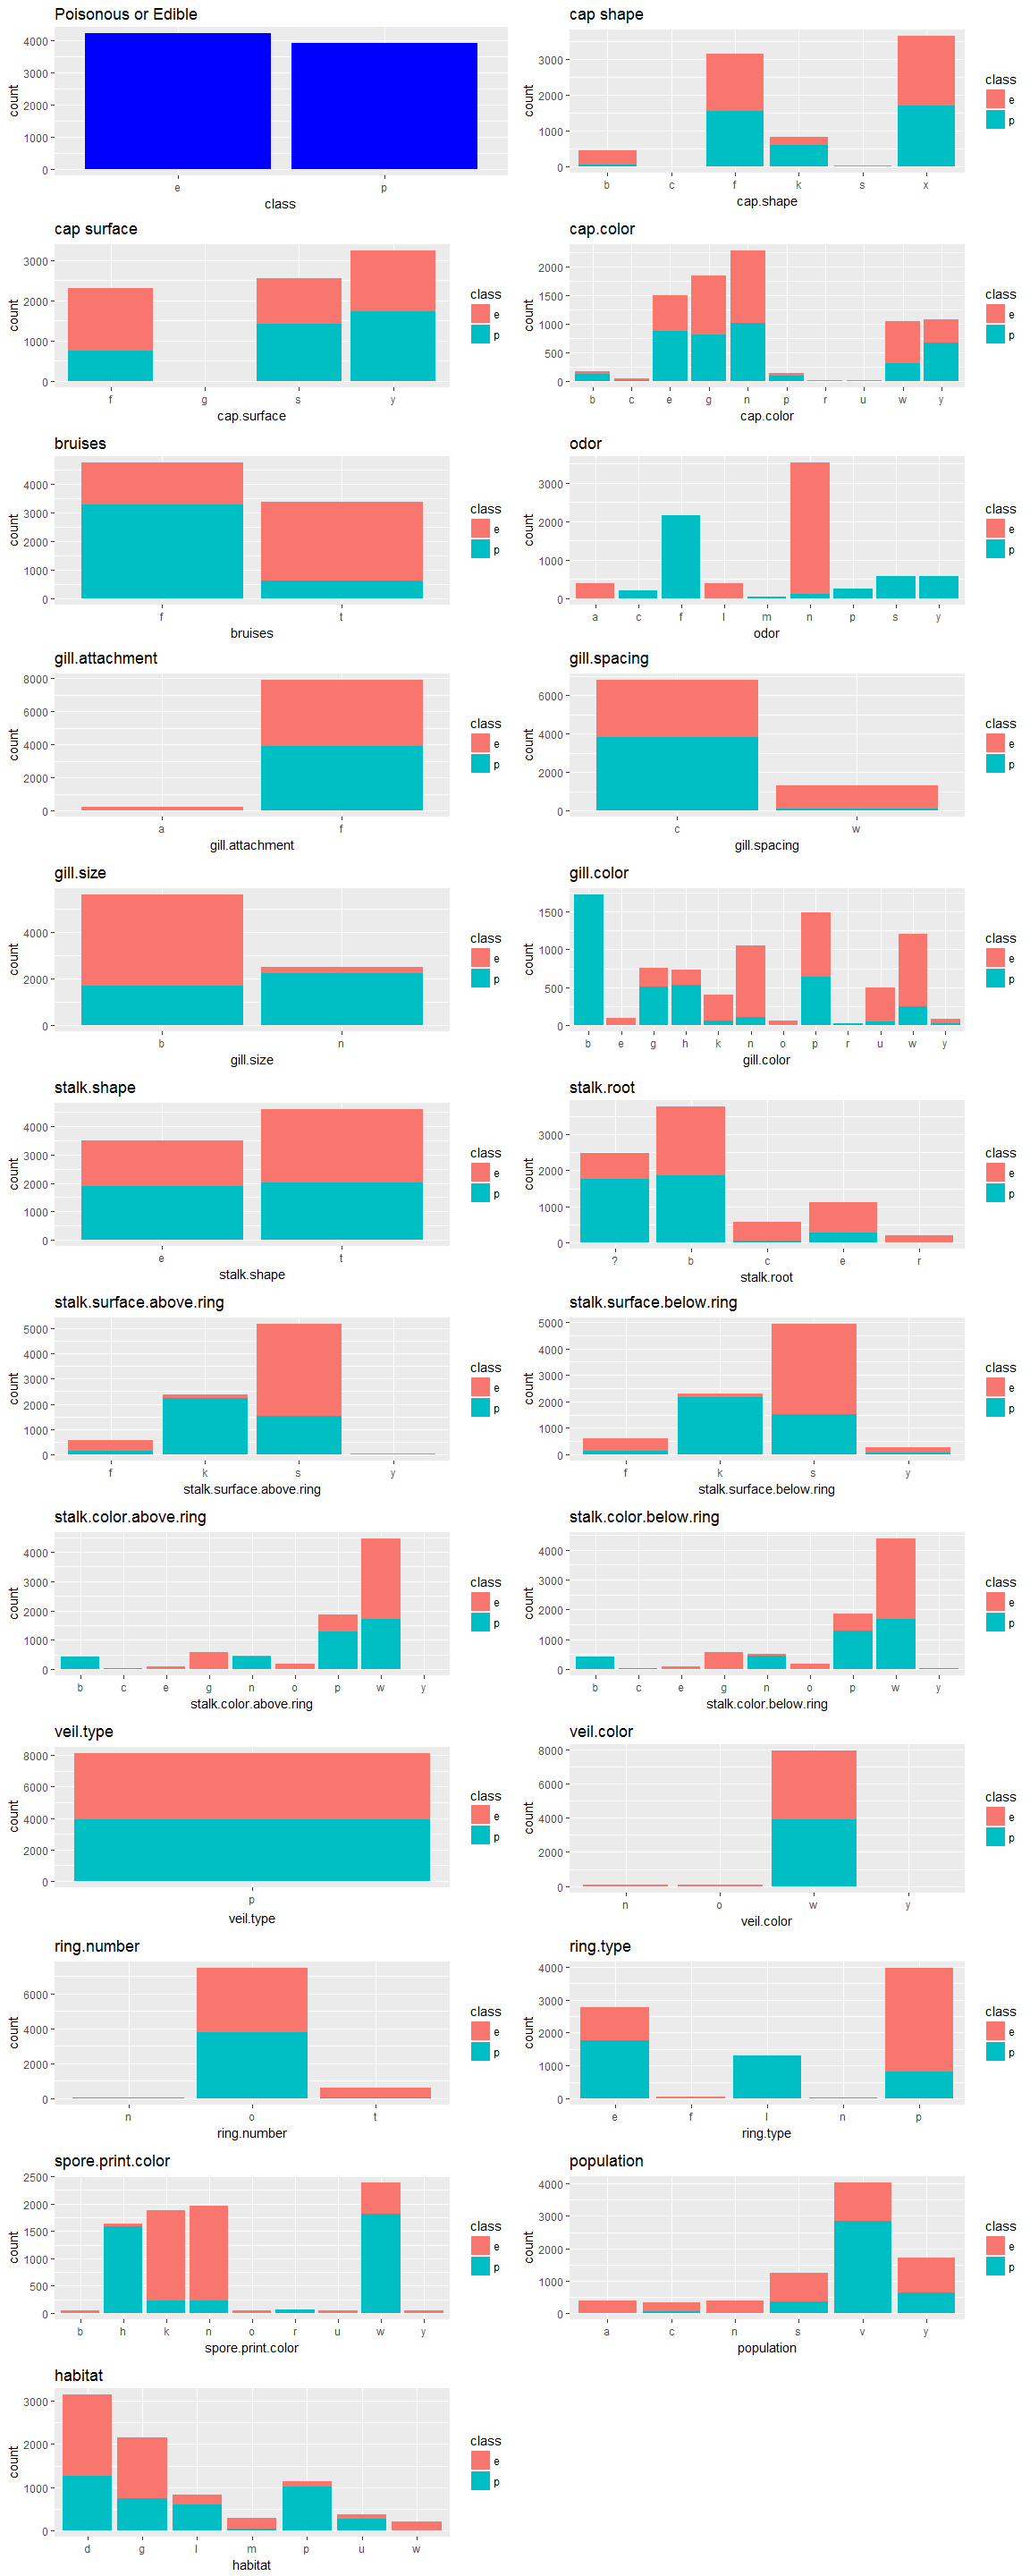 Poisonous or Edible
count
4000
3000
2000
1000
0
e p
class
cap shape
count
3000
2000
1000
0
b c f k s x
cap.shape
class
e
p
cap surface
count
3000
2000
1000
0
f g s y
cap.surface
class
e
p
cap.color
count
2000
1500
1000
500
0
b c e g n p r u w y
cap.color
class
e
p
bruises
count
4000
3000
2000
1000
0
f t
bruises
class
e
p
odor
count
3000
2000
1000
0
a c f l m n p s y
odor
class
e
p
gill.attachment
count
8000
6000
4000
2000
0
a f
gill.attachment
class
e
p
gill.spacing
count
6000
4000
2000
0
c w
gill.spacing
class
e
p
gill.size
count
4000
2000
0
b n
gill.size
class
e
p
gill.color
count
1500
1000
500
0
b e g h k n o p r u w y
gill.color
class
e
p
stalk.shape
count
4000
3000
2000
1000
0
e t
stalk.shape
class
e
p
stalk.root
count
3000
2000
1000
0
? b c e r
stalk.root
class
e
p
stalk.surface.above.ring
count
5000
4000
3000
2000
1000
0
f k s y
stalk.surface.above.ring
class
e
p
stalk.surface.below.ring
count
5000
4000
3000
2000
1000
0
f k s y
stalk.surface.below.ring
class
e
p
stalk.color.above.ring
count
4000
3000
2000
1000
0
b c e g n o p w y
stalk.color.above.ring
class
e
p
stalk.color.below.ring
count
4000
3000
2000
1000
0
b c e g n o p w y
stalk.color.below.ring
class
e
p
veil.type
count
8000
6000
4000
2000
0
p
veil.type
class
e
p
veil.color
count
8000
6000
4000
2000
0
n o w y
veil.color
class
e
p
ring.number
count
6000
4000
2000
0
n o t
ring.number
class
e
p
ring.type
count
4000
3000
2000
1000
0
e f l n p
ring.type
class
e
p
spore.print.color
count
2500
2000
1500
1000
500
0
b h k n o r u w y
spore.print.color
class
e
p
population
count
4000
3000
2000
1000
0
a c n s v y
population
class
e
p
habitat
count
3000
2000
1000
0
d g l m p u w
habitat
class
e
p